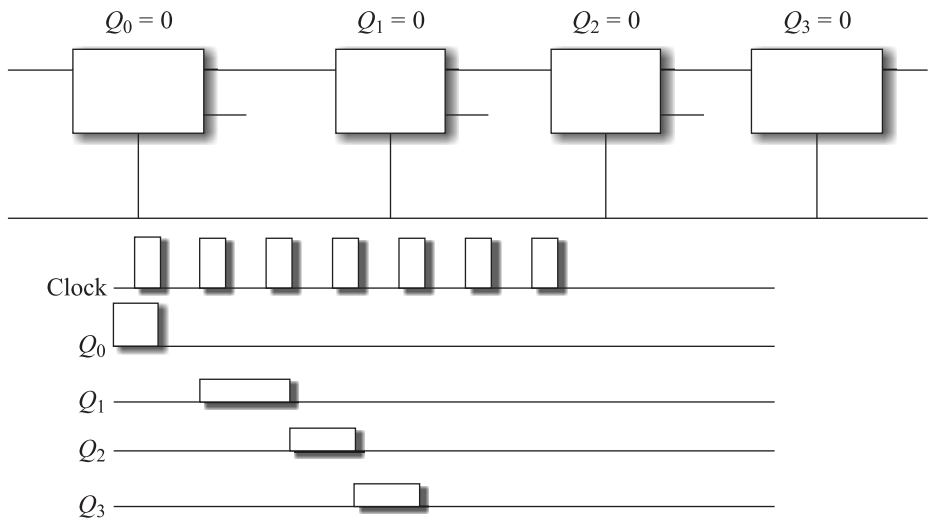 Q₀ = 0 Q₁ = 0 Q₂ = 0 Q₃ = 0
Clock
Q₀
Q₁
Q₂
Q₃